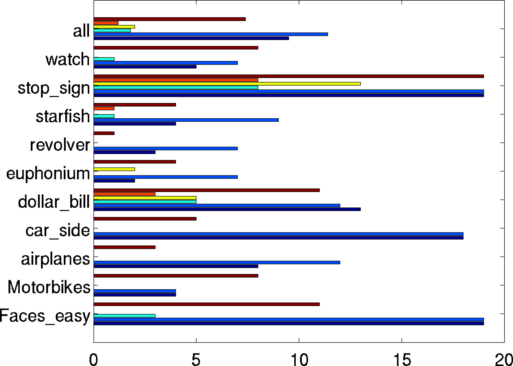 all
watch
stop_sign
starfish
revolver
euphonium
dollar_bill
car_side
airplanes
Motorbikes
Faces_easy
0 5 10 15 20